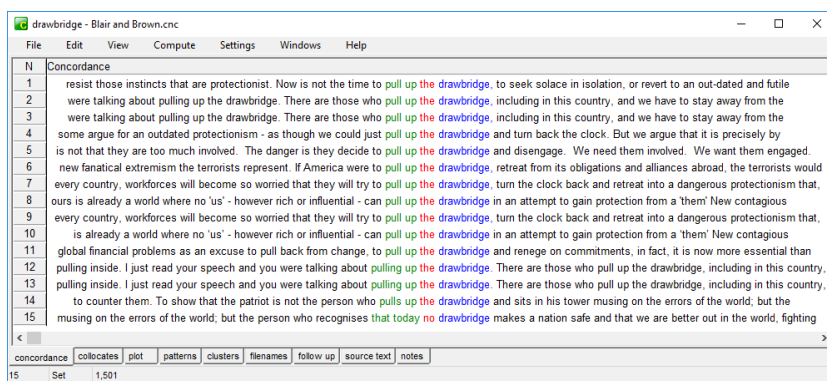 drawbridge - Blair and Brown.cnc
File Edit View Compute Settings Windows Help
N Concordance
1 resist those instincts that are protectionist. Now is not the time to pull up the drawbridge, to seek solace in isolation, or revert to an out-dated and futile
2 were talking about pulling up the drawbridge. There are those who pull up the drawbridge, including in this country, and we have to stay away from the
3 were talking about pulling up the drawbridge. There are those who pull up the drawbridge, including in this country, and we have to stay away from the
4 some argue for an outdated protectionism - as though we could just pull up the drawbridge and turn back the clock. But we argue that it is precisely by
5 is not that they are too much involved. The danger is they decide to pull up the drawbridge and disengage. We need them involved. We want them engaged.
6 new fanatical extremism the terrorists represent. If America were to pull up the drawbridge, retreat from its obligations and alliances abroad, the terrorists would
7 every country, workforces will become so worried that they will try to pull up the drawbridge, turn the clock back and retreat into a dangerous protectionism that,
8 ours is already a world where no 'us' - however rich or influential - can pull up the drawbridge in an attempt to gain protection from a 'them' New contagious
9 every country, workforces will become so worried that they will try to pull up the drawbridge, turn the clock back and retreat into a dangerous protectionism that,
10 is already a world where no 'us' - however rich or influential - can pull up the drawbridge in an attempt to gain protection from a 'them' New contagious
11 global financial problems as an excuse to pull back from change, to pull up the drawbridge and renege on commitments, in fact, it is now more essential than
12 pulling inside. I just read your speech and you were talking about pulling up the drawbridge. There are those who pull up the drawbridge, including in this country,
13 pulling inside. I just read your speech and you were talking about pulling up the drawbridge. There are those who pull up the drawbridge, including in this country,
14 to counter them. To show that the patriot is not the person who pulls up the drawbridge and sits in his tower musing on the errors of the world; but the
15 musing on the errors of the world; but the person who recognises that today no drawbridge makes a nation safe and that we are better out in the world, fighting
concordance collocates plot patterns clusters filenames follow up source text notes
15 Set 1,501